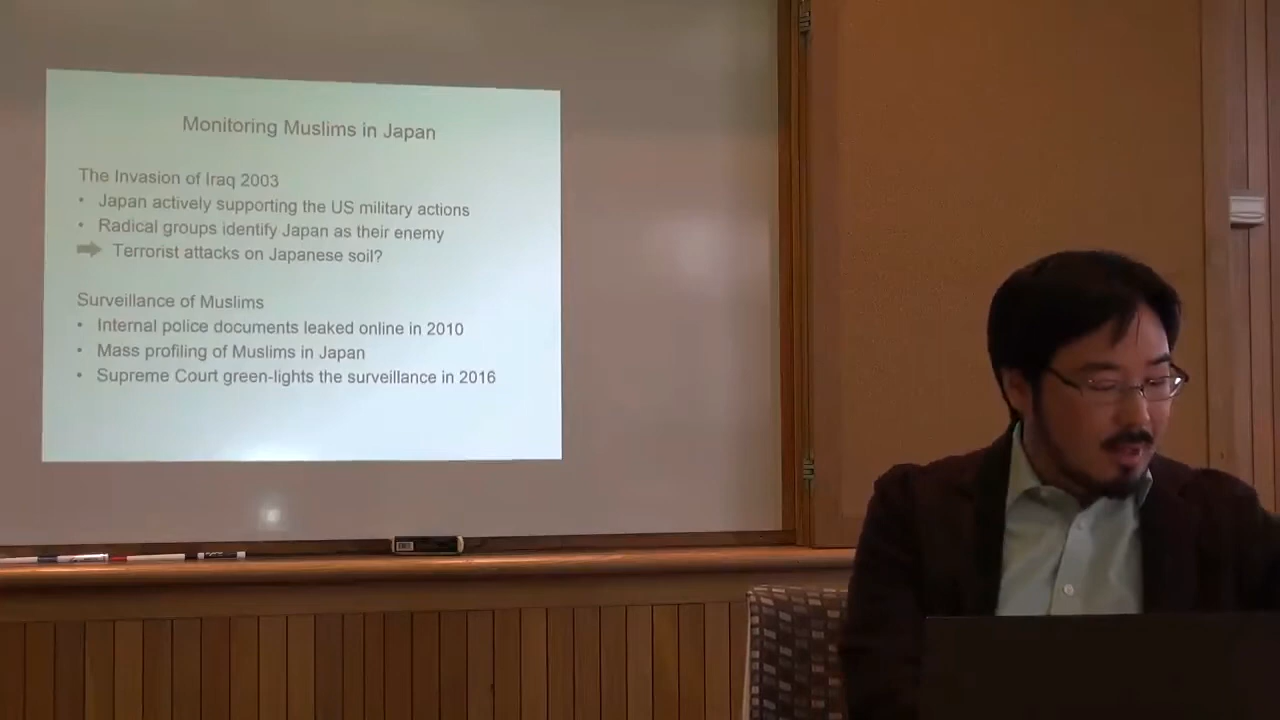 Monitoring Muslims in Japan
The Invasion of Iraq 2003
• Japan actively supporting the US military actions
• Radical groups identify Japan as their enemy
Terrorist attacks on Japanese soil?
Surveillance of Muslims
• Internal police documents leaked online in 2010
• Mass profiling of Muslims in Japan
• Supreme Court green-lights the surveillance in 2016